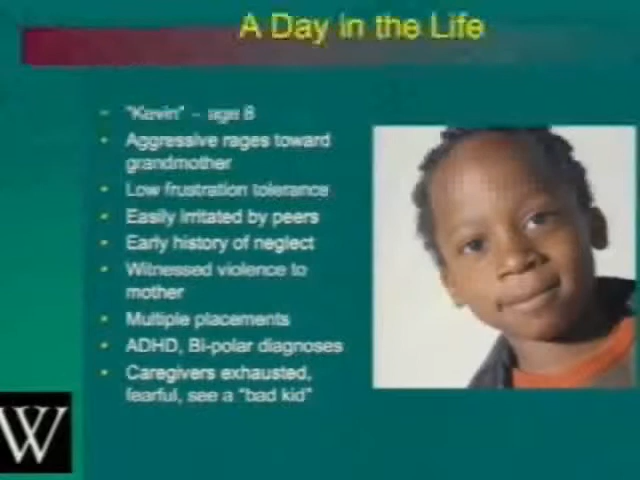 A Day in the Life
"Kevin" – age 8
Aggressive rages toward
grandmother
Low frustration tolerance
Easily irritated by peers
Early history of neglect
Witnessed violence to
mother
Multiple placements
ADHD, Bi-polar diagnoses
Caregivers exhausted,
fearful, see a "bad kid"
W